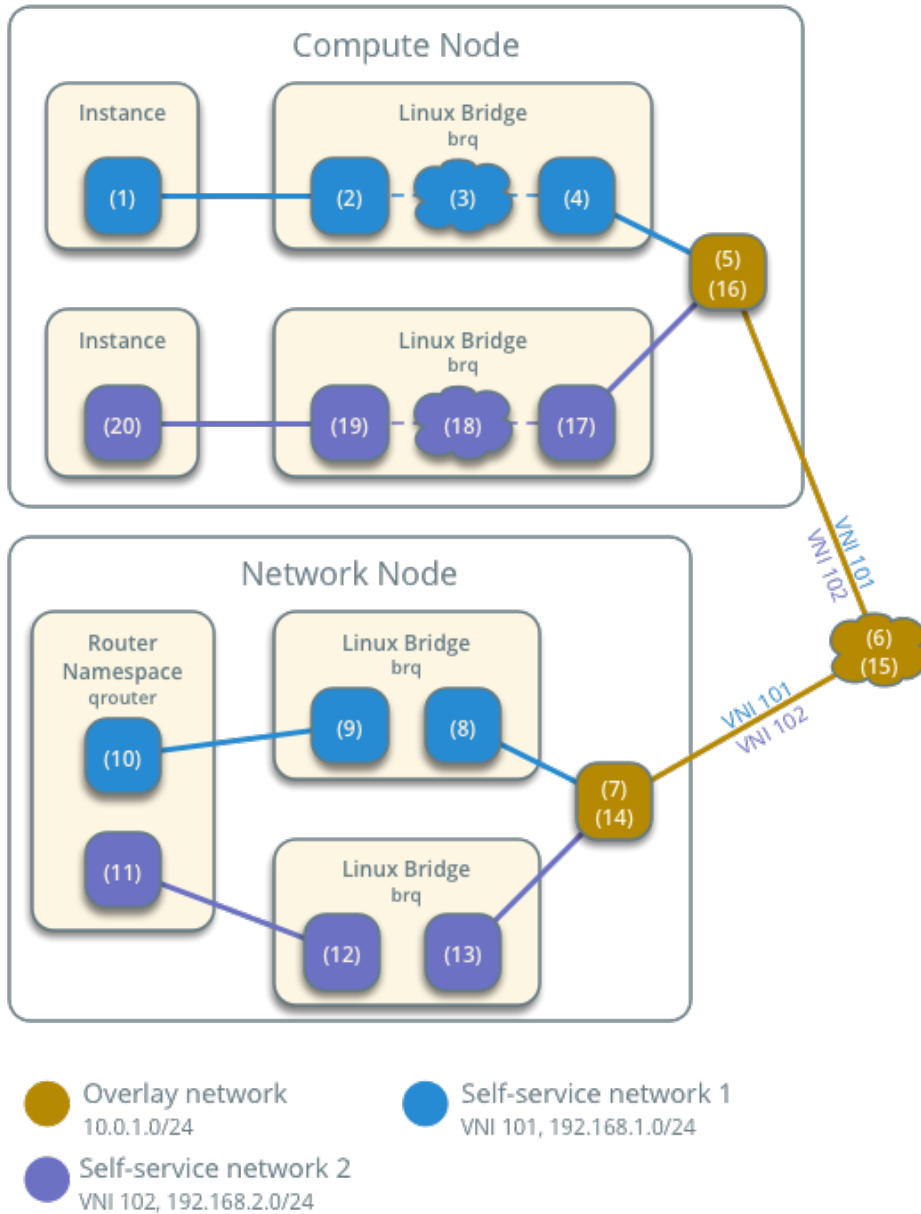 Compute Node
Instance
Linux Bridge
brq
(1)
(2)
(3)
(4)
(5)
(16)
Instance
Linux Bridge
brq
(20)
(19)
(18)
(17)
VNI 101
VNI 102
Network Node
Router
Namespace
qrouter
Linux Bridge
brq
(6)
(15)
(10)
(9)
(8)
VNI 101
VNI 102
(7)
(14)
(11)
Linux Bridge
brq
(12)
(13)
Overlay network
10.0.1.0/24
Self-service network 1
VNI 101, 192.168.1.0/24
Self-service network 2
VNI 102, 192.168.2.0/24